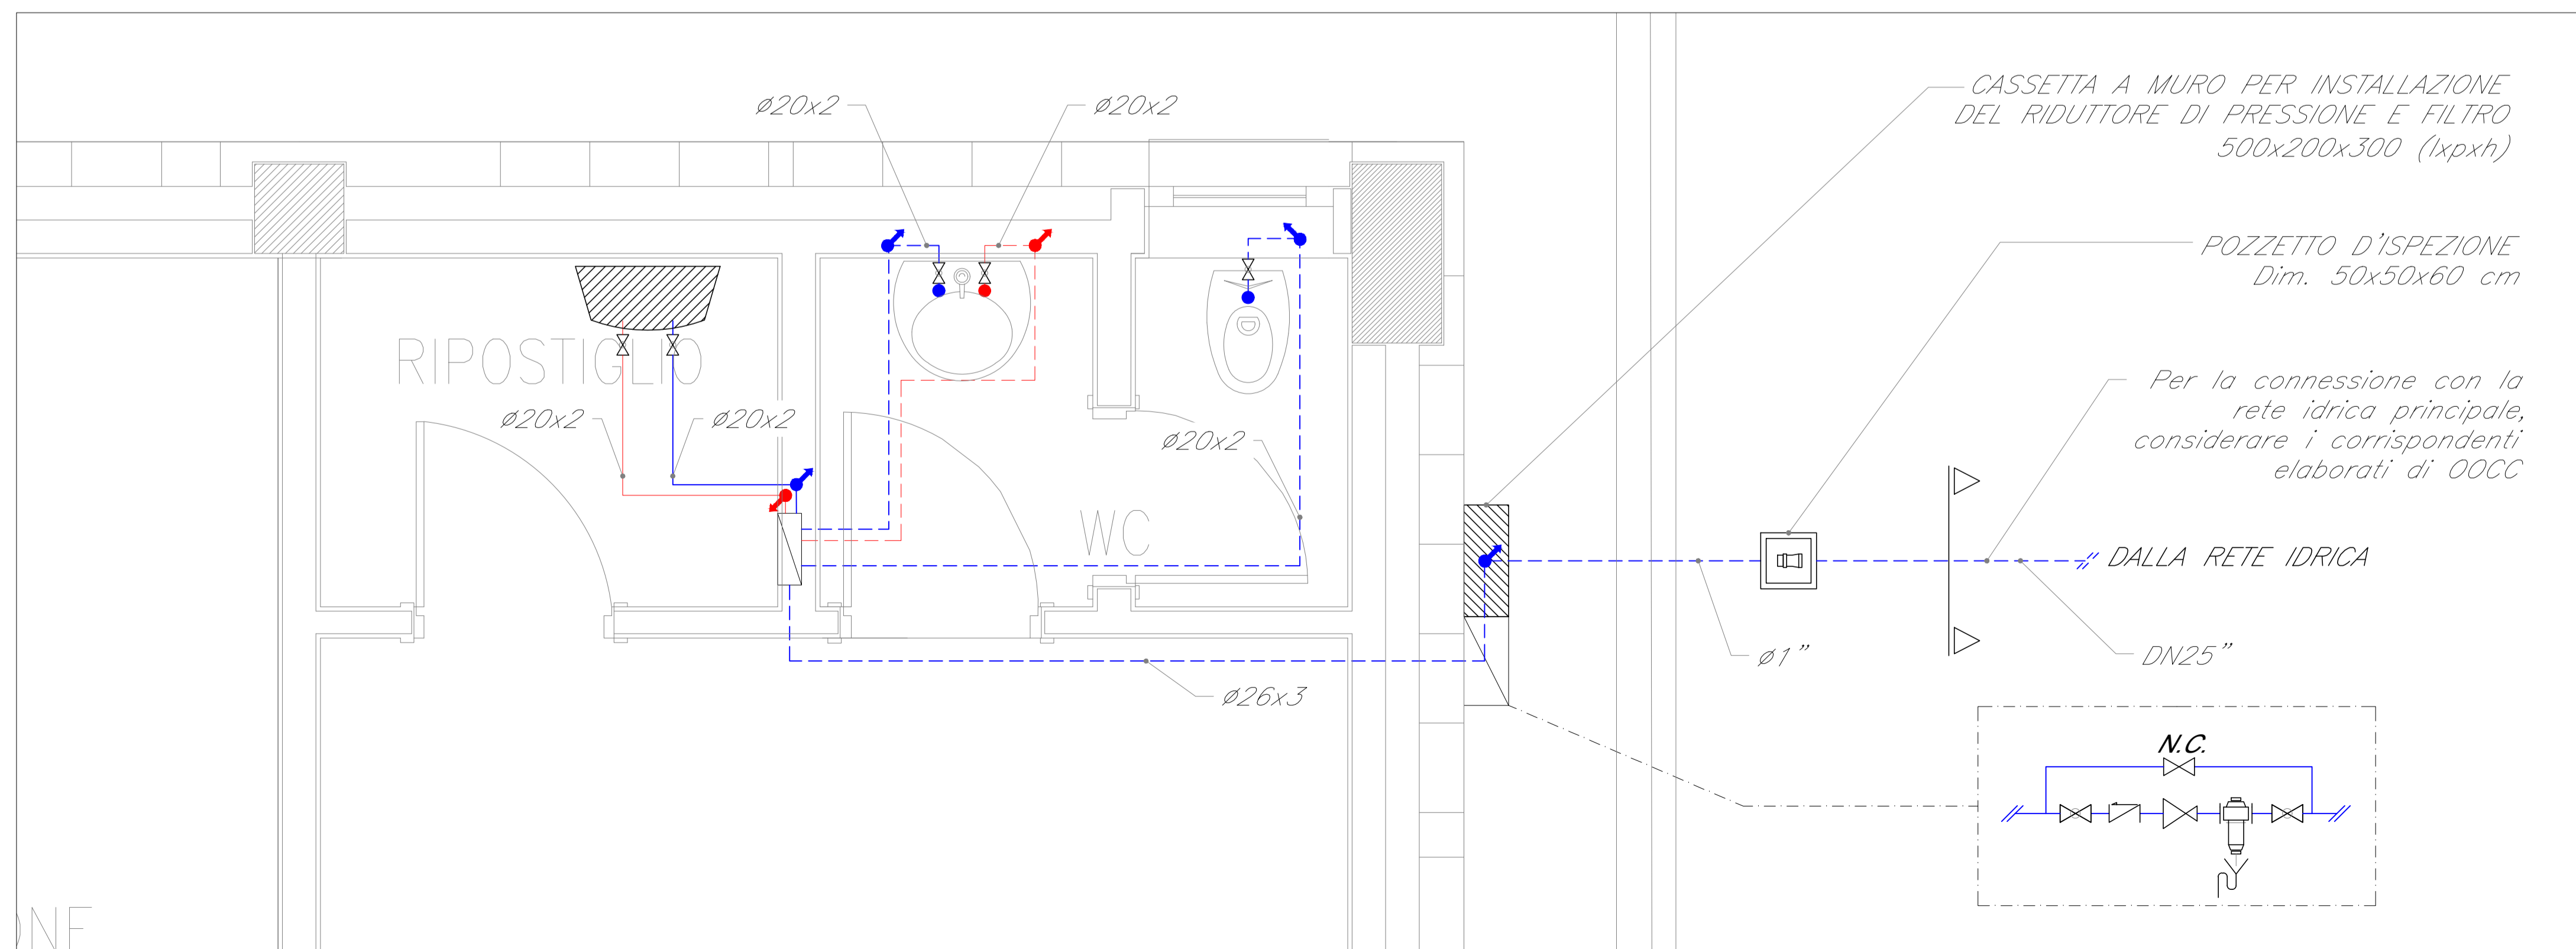 ø20x2
ø20x2
CASSETTA A MURO PER INSTALLAZIONE
DEL RIDUTTORE DI PRESSIONE E FILTRO
500x200x300 (lxpxh)
POZZETTO D'ISPEZIONE
Dim. 50x50x60 cm
RIPOSTIGLIO
ø20x2
ø20x2
ø20x2
Per la connessione con la
rete idrica principale,
considerare i corrispondenti
elaborati di OOCC
WC
DALLA RETE IDRICA
ø1"
DN25"
ø26x3
N.C.
ONE